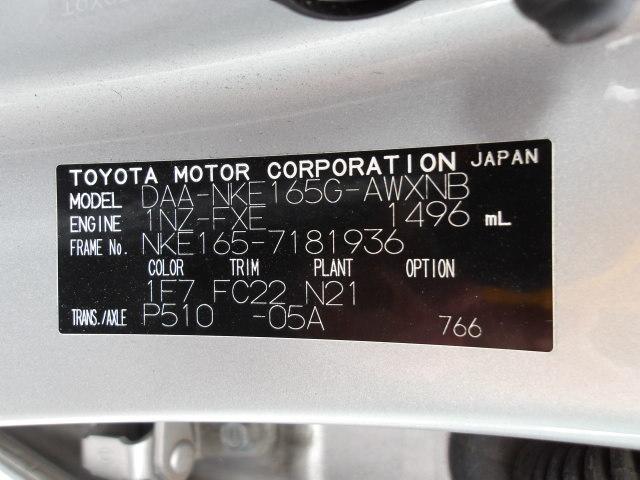 TOYOTA MOTOR CORPORATION JAPAN
MODEL DAA-NKE165G-AWXNB
ENGINE 1NZ-FXE 1496 mL
FRAME No. NKE165-7181936
COLOR TRIM PLANT OPTION
1F7 FC22 N21
TRANS./AXLE P510 -05A 766